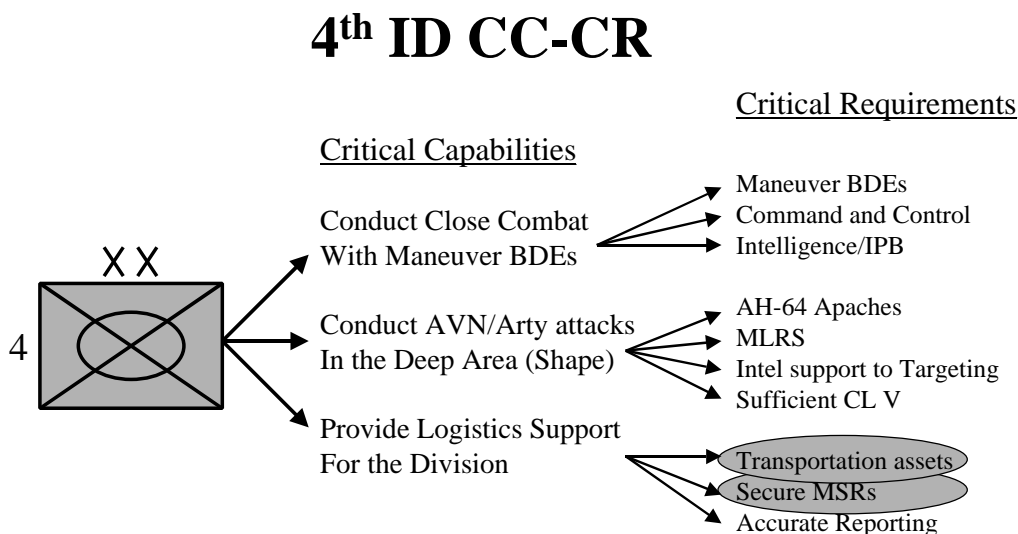 4th ID CC-CR
Critical Requirements
Critical Capabilities
Maneuver BDEs
Command and Control
Intelligence/IPB
Conduct Close Combat
With Maneuver BDEs
X X
4
Conduct AVN/Arty attacks
In the Deep Area (Shape)
AH-64 Apaches
MLRS
Intel support to Targeting
Sufficient CL V
Provide Logistics Support
For the Division
Transportation assets
Secure MSRs
Accurate Reporting